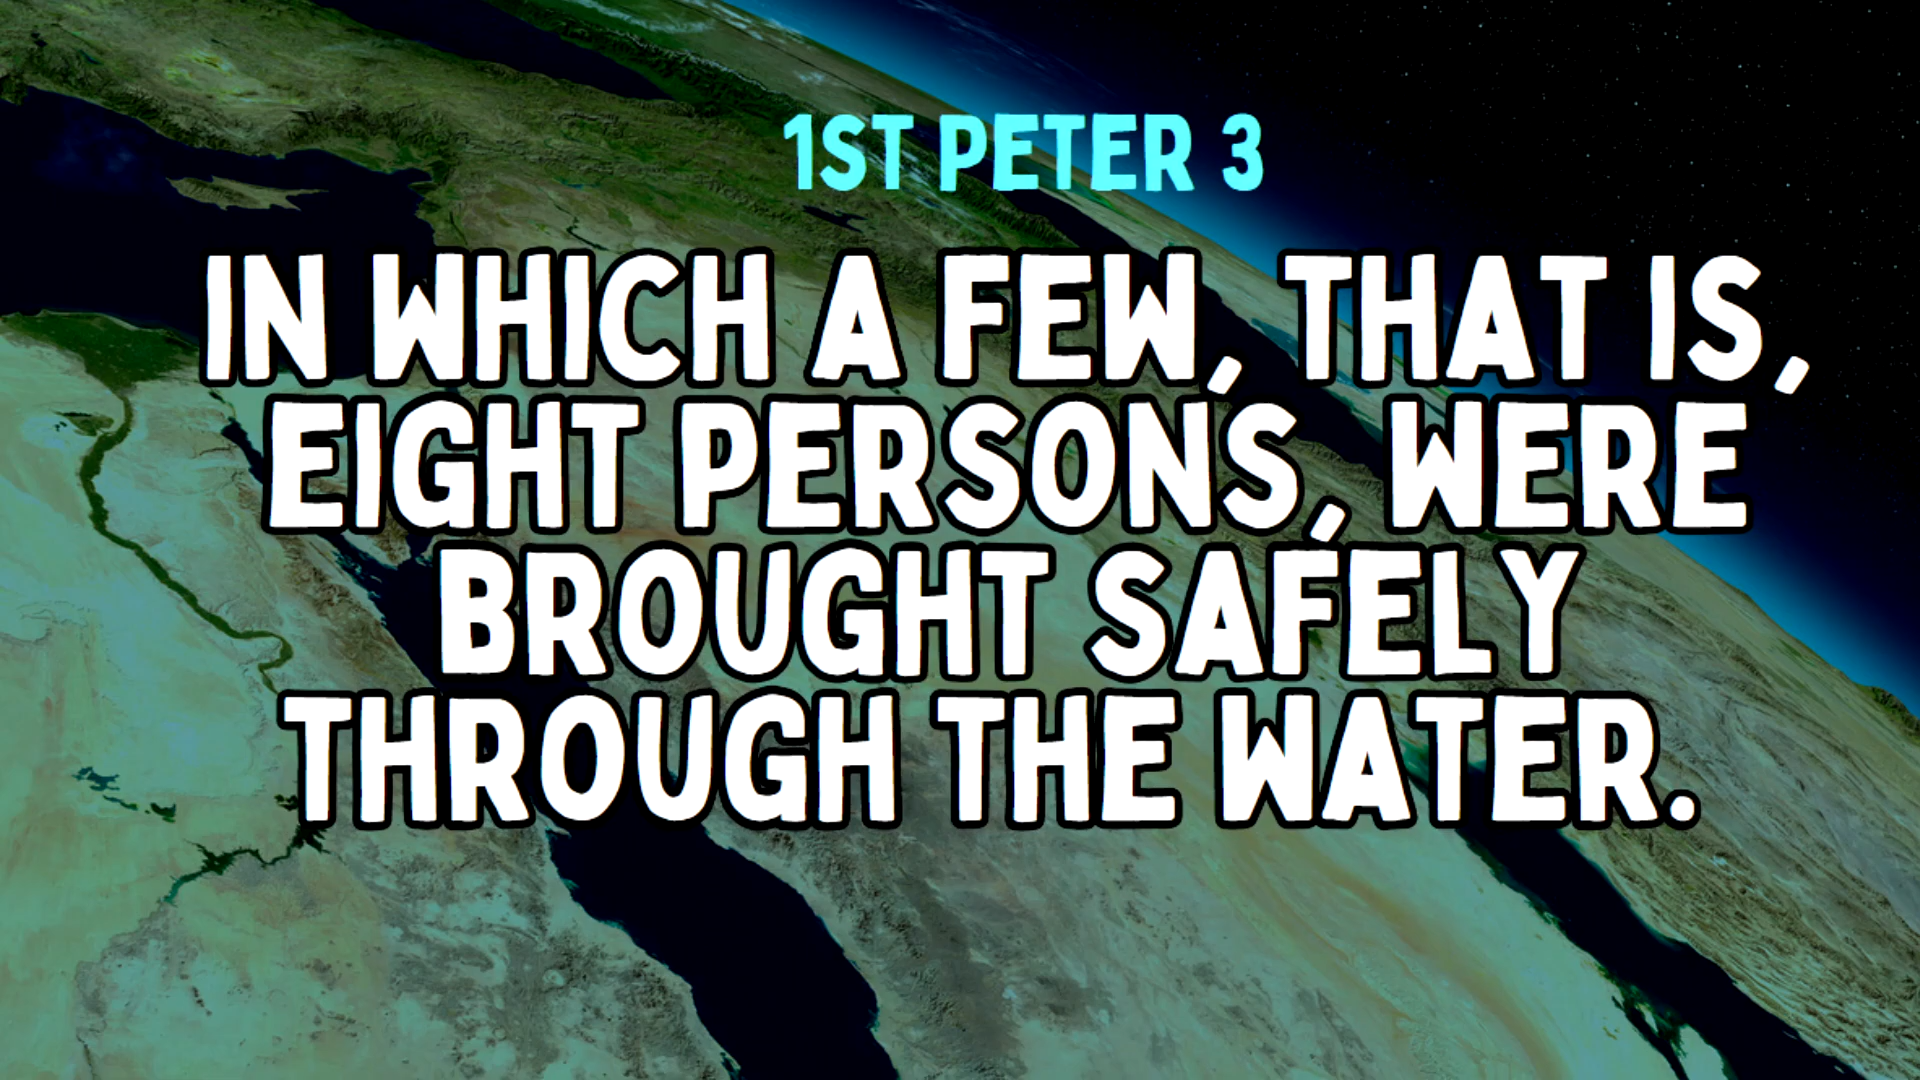 1ST PETER 3
IN WHICH A FEW, THAT IS,
EIGHT PERSONS, WERE
BROUGHT SAFELY
THROUGH THE WATER.